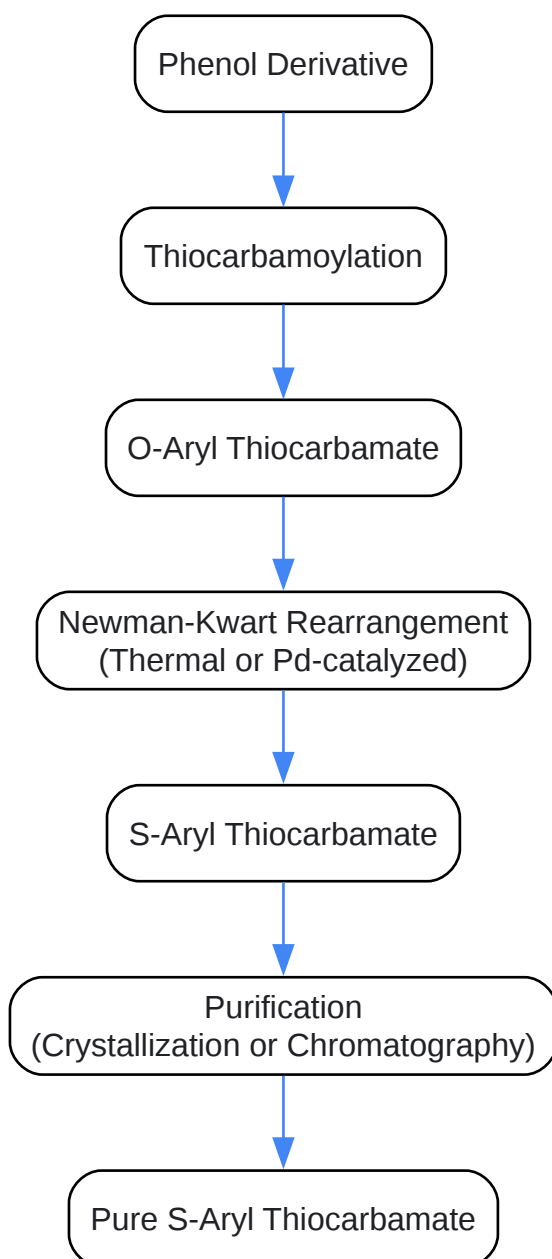 Phenol Derivative
Thiocarbamoylation
O-Aryl Thiocarbamate
Newman-Kwart Rearrangement
(Thermal or Pd-catalyzed)
S-Aryl Thiocarbamate
Purification
(Crystallization or Chromatography)
Pure S-Aryl Thiocarbamate